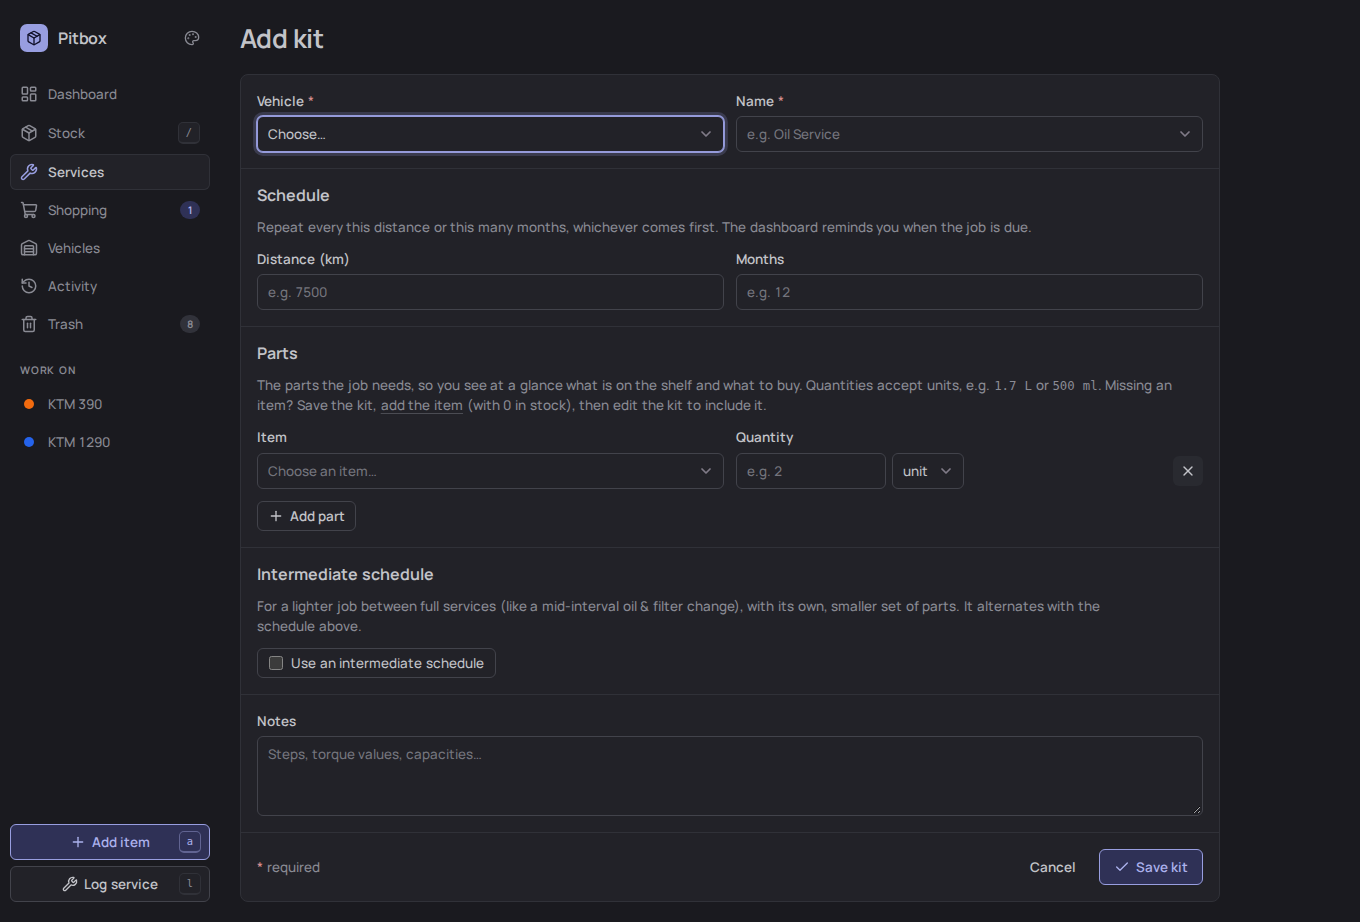 Pitbox
Add kit
Dashboard
Stock /
Services
Shopping 1
Vehicles
Activity
Trash 8
WORK ON
KTM 390
KTM 1290
Add item a
Log service l
Vehicle * Name *
Choose... e.g. Oil Service
Schedule
Repeat every this distance or this many months, whichever comes first. The dashboard reminds you when the job is due.
Distance (km) Months
e.g. 7500 e.g. 12
Parts
The parts the job needs, so you see at a glance what is on the shelf and what to buy. Quantities accept units, e.g. 1.7 L or 500 ml. Missing an
item? Save the kit, add the item (with 0 in stock), then edit the kit to include it.
Item Quantity
Choose an item... e.g. 2 unit
Add part
Intermediate schedule
For a lighter job between full services (like a mid-interval oil & filter change), with its own, smaller set of parts. It alternates with the
schedule above.
Use an intermediate schedule
Notes
Steps, torque values, capacities...
* required Cancel Save kit